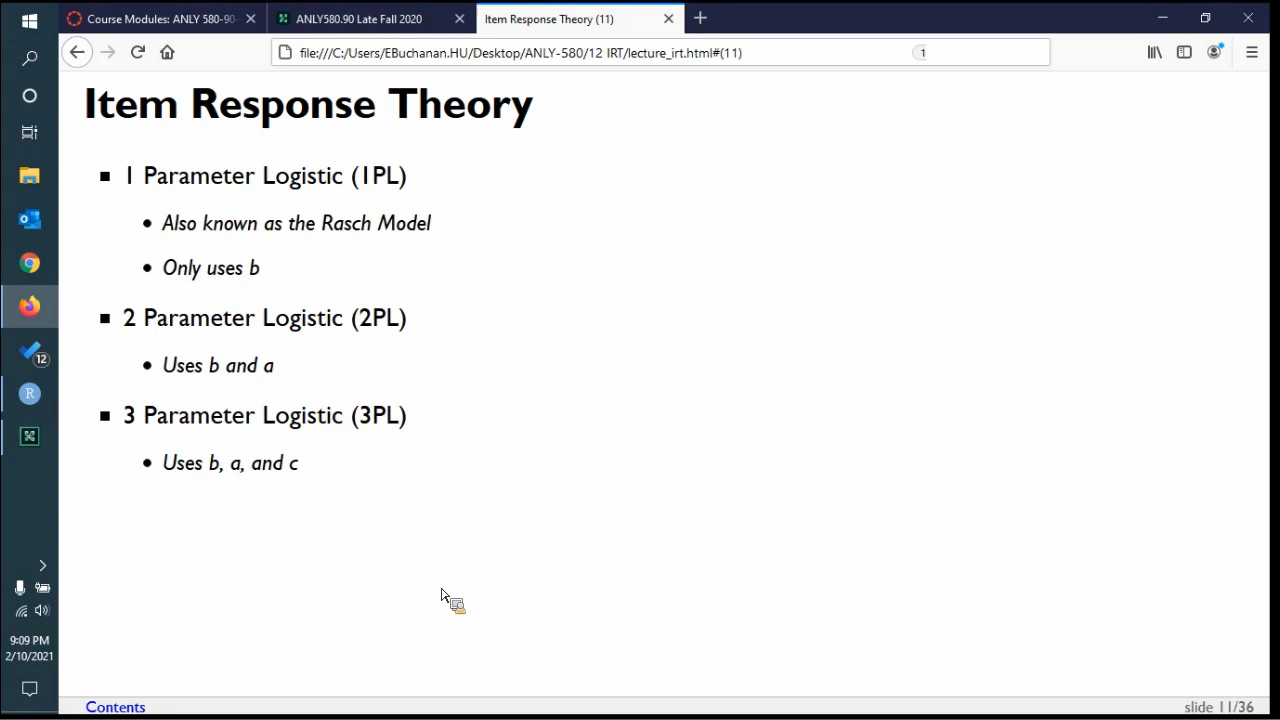 Course Modules: ANLY 580-90-
ANLY580.90 Late Fall 2020
Item Response Theory (11)
file:///C:/Users/EBuchanan.HU/Desktop/ANLY-580/12 IRT/lecture_irt.html#(11)
1
Item Response Theory
1 Parameter Logistic (1PL)
Also known as the Rasch Model
Only uses b
2 Parameter Logistic (2PL)
Uses b and a
3 Parameter Logistic (3PL)
Uses b, a, and c
12
R
9:09 PM
2/10/2021
Contents
slide 11/36